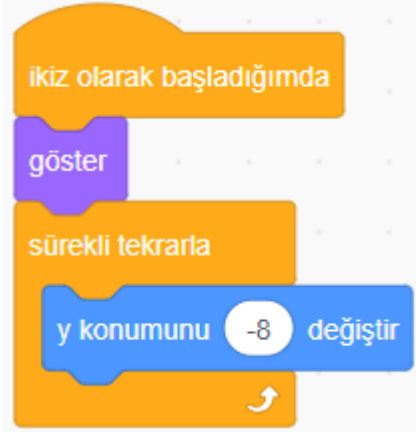 ikiz olarak başladığımda
göster
sürekli tekrarla
y konumunu -8 değiştir